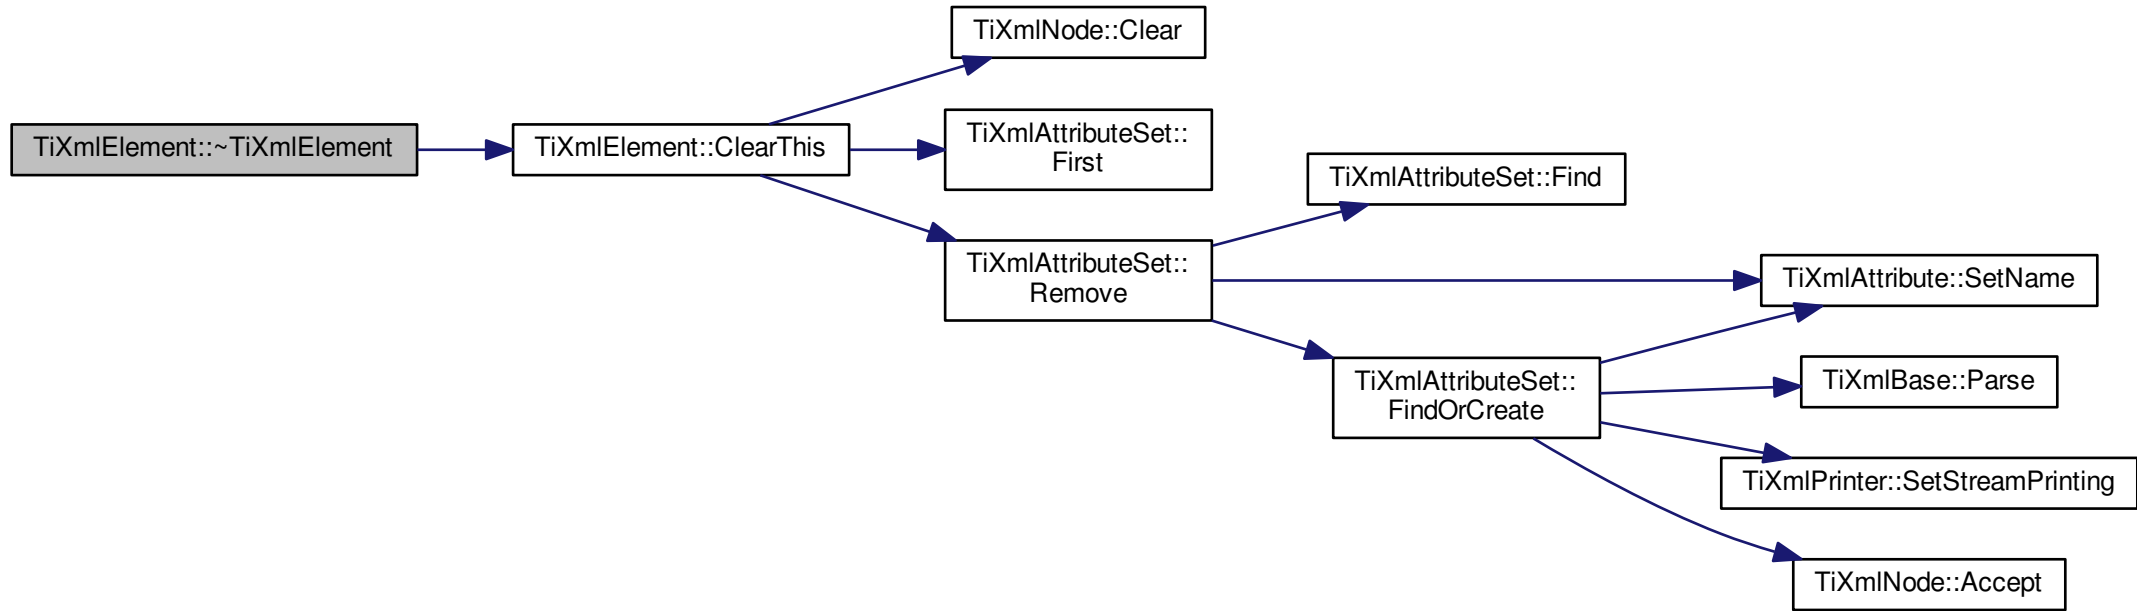 TiXmlElement::~TiXmlElement
TiXmlElement::ClearThis
TiXmlNode::Clear
TiXmlAttributeSet::
First
TiXmlAttributeSet::
Remove
TiXmlAttributeSet::Find
TiXmlAttributeSet::
FindOrCreate
TiXmlAttribute::SetName
TiXmlBase::Parse
TiXmlPrinter::SetStreamPrinting
TiXmlNode::Accept